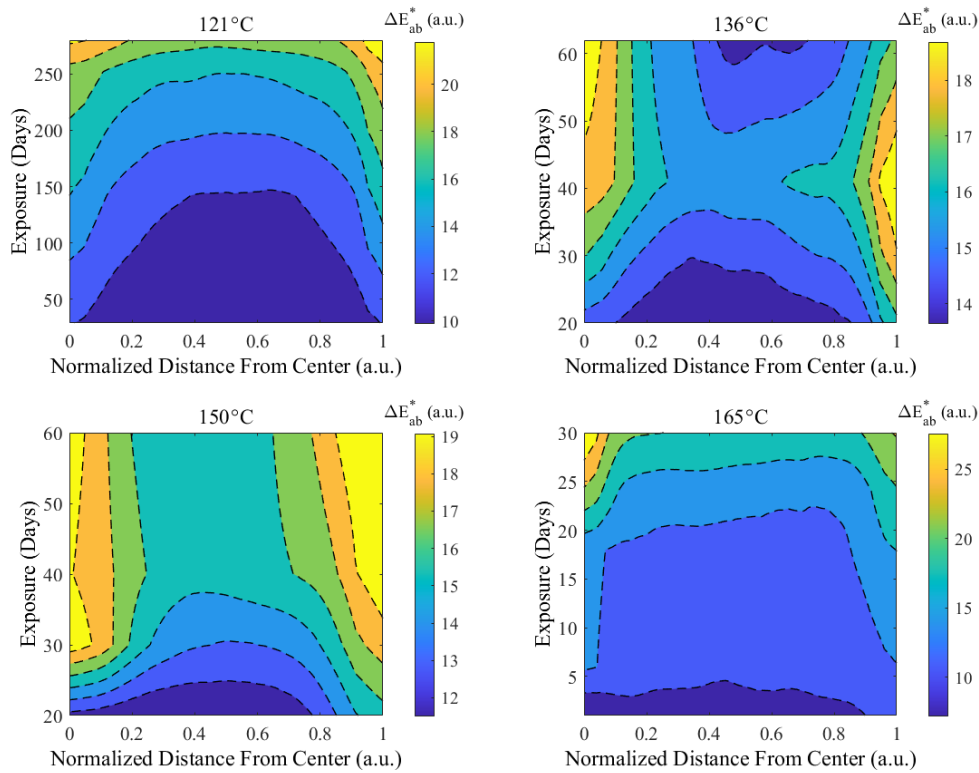 121°C
ΔE*ab (a.u.)
250
200
150
100
50
Exposure (Days)
0 0.2 0.4 0.6 0.8 1
Normalized Distance From Center (a.u.)
20
18
16
14
12
10
136°C
ΔE*ab (a.u.)
60
50
40
30
20
Exposure (Days)
0 0.2 0.4 0.6 0.8 1
Normalized Distance From Center (a.u.)
18
17
16
15
14
150°C
ΔE*ab (a.u.)
60
50
40
30
20
Exposure (Days)
0 0.2 0.4 0.6 0.8 1
Normalized Distance From Center (a.u.)
19
18
17
16
15
14
13
12
165°C
ΔE*ab (a.u.)
30
25
20
15
10
5
Exposure (Days)
0 0.2 0.4 0.6 0.8 1
Normalized Distance From Center (a.u.)
25
20
15
10